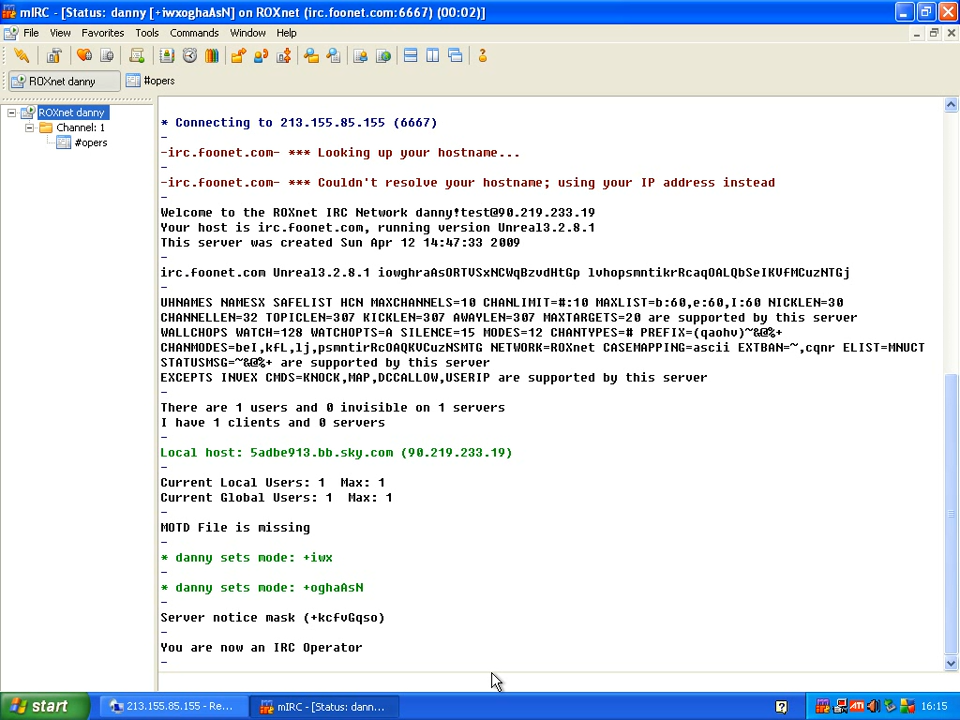 mIRC - [Status: danny [+iwxoghaAsN] on ROXnet (irc.foonet.com:6667) (00:02)]
File View Favorites Tools Commands Window Help
ROXnet danny #opers
ROXnet danny
Channel: 1
#opers
* Connecting to 213.155.85.155 (6667)
-
-irc.foonet.com- *** Looking up your hostname...
-
-irc.foonet.com- *** Couldn't resolve your hostname; using your IP address instead
-
Welcome to the ROXnet IRC Network danny!test@90.219.233.19
Your host is irc.foonet.com, running version Unreal3.2.8.1
This server was created Sun Apr 12 14:47:33 2009
-
irc.foonet.com Unreal3.2.8.1 iowghraAsORTVSxNCWqBzvdHtGp lvhopsmntikrRcaqOALQbSeIKVfMCuzNTGj
-
UHNAMES NAMESX SAFELIST HCN MAXCHANNELS=10 CHANLIMIT=#:10 MAXLIST=b:60,e:60,I:60 NICKLEN=30
CHANNELLEN=32 TOPICLEN=307 KICKLEN=307 AWAYLEN=307 MAXTARGETS=20 are supported by this server
WALLCHOPS WATCH=128 WATCHOPTS=A SILENCE=15 MODES=12 CHANTYPES=# PREFIX=(qaohv)~&@%+
CHANMODES=beI,kfL,lj,psmntirRcOAQKVCuzNSMTG NETWORK=ROXnet CASEMAPPING=ascii EXTBAN=~,cqnr ELIST=MNUCT
STATUSMSG=~&@%+ are supported by this server
EXCEPTS INVEX CMDS=KNOCK,MAP,DCCALLOW,USERIP are supported by this server
-
There are 1 users and 0 invisible on 1 servers
I have 1 clients and 0 servers
-
Local host: 5adbe913.bb.sky.com (90.219.233.19)
-
Current Local Users: 1 Max: 1
Current Global Users: 1 Max: 1
-
MOTD File is missing
-
* danny sets mode: +iwx
-
* danny sets mode: +oghaAsN
-
Server notice mask (+kcfvGqso)
-
You are now an IRC Operator
-
start 213.155.85.155 - Re... mIRC - [Status: dann... 16:15